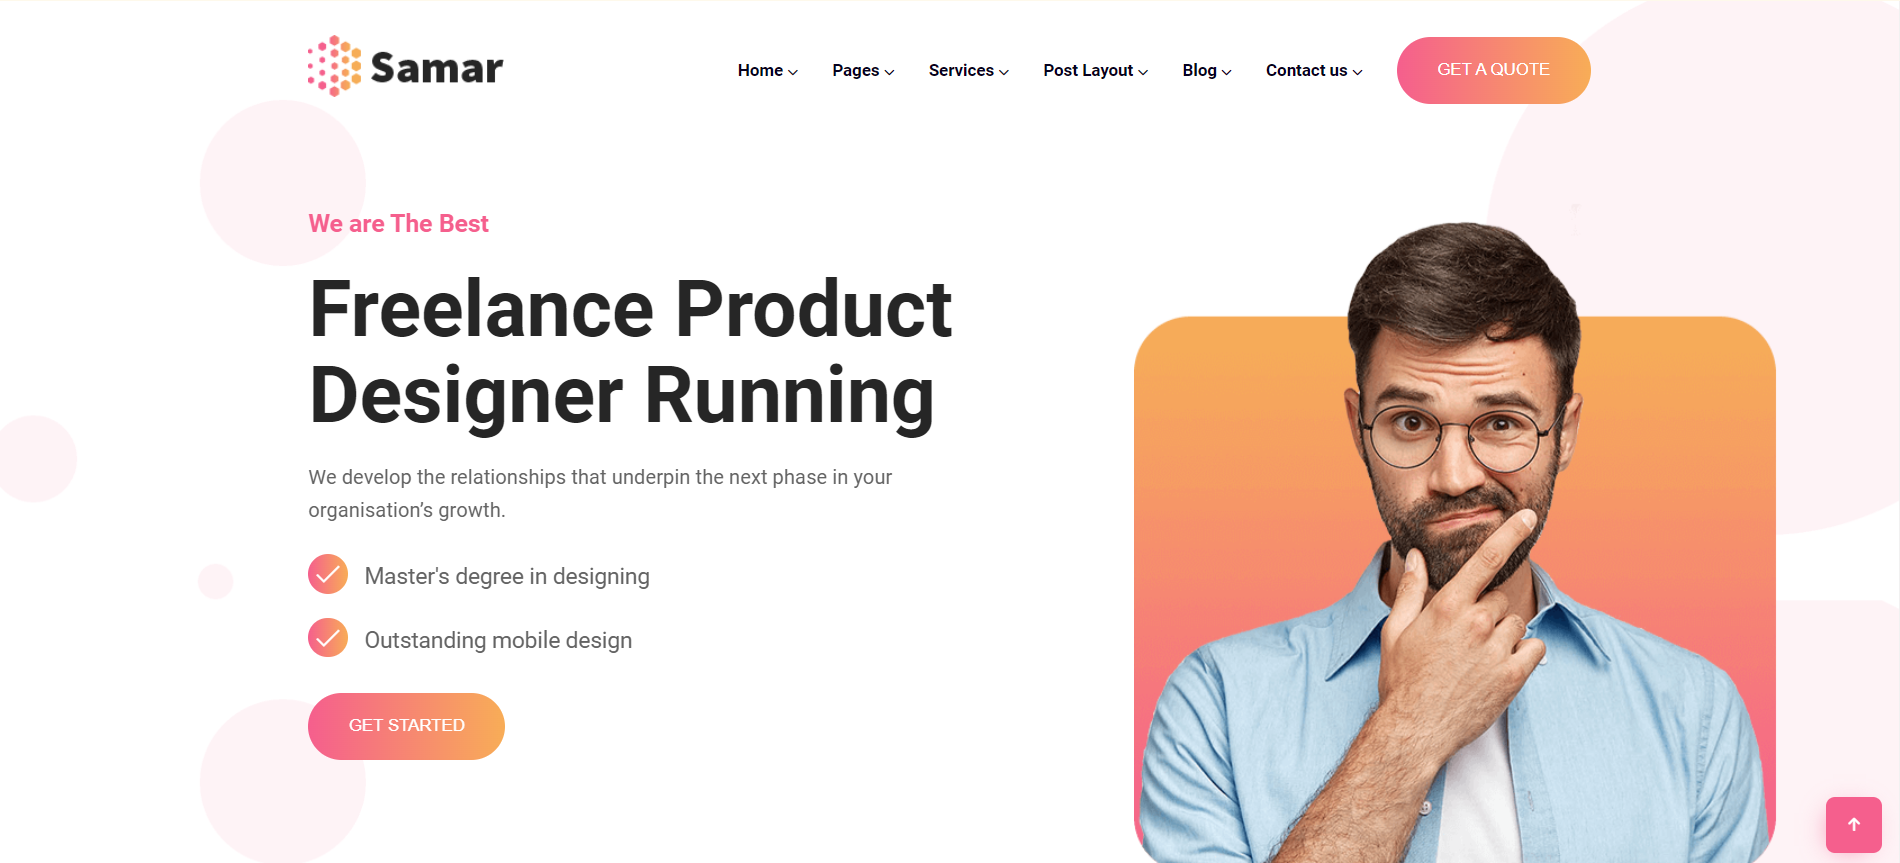 Samar
Home Pages Services Post Layout Blog Contact us GET A QUOTE
We are The Best
Freelance Product
Designer Running
We develop the relationships that underpin the next phase in your
organisation’s growth.
Master's degree in designing
Outstanding mobile design
GET STARTED